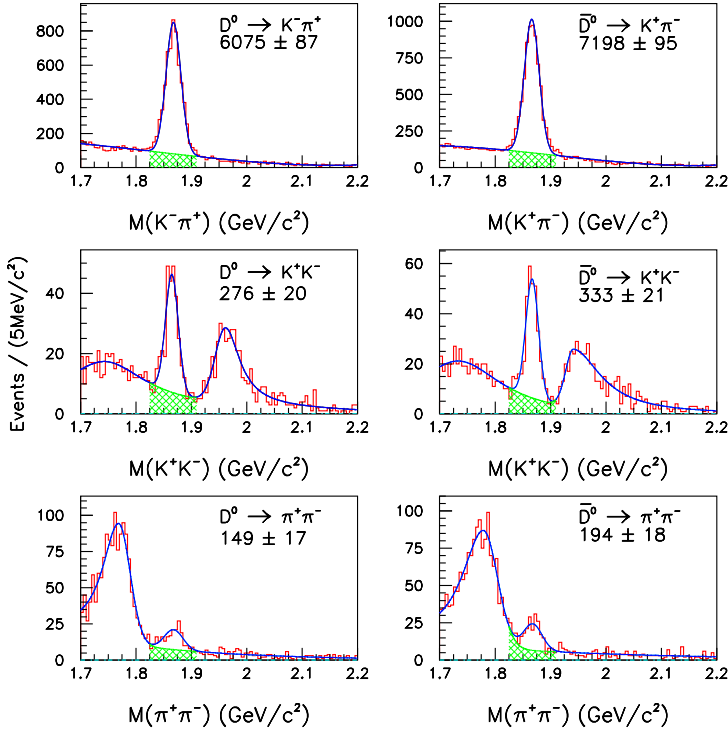 D⁰ → K⁻π⁺
6075 ± 87
800
600
400
200
0
1.7 1.8 1.9 2 2.1 2.2
M(K⁻π⁺) (GeV/c²)
D̅⁰ → K⁺π⁻
7198 ± 95
1000
750
500
250
0
1.7 1.8 1.9 2 2.1 2.2
M(K⁺π⁻) (GeV/c²)
Events / (5MeV/c²)
D⁰ → K⁺K⁻
276 ± 20
40
20
0
1.7 1.8 1.9 2 2.1 2.2
M(K⁺K⁻) (GeV/c²)
D̅⁰ → K⁺K⁻
333 ± 21
60
40
20
0
1.7 1.8 1.9 2 2.1 2.2
M(K⁺K⁻) (GeV/c²)
D⁰ → π⁺π⁻
149 ± 17
100
75
50
25
0
1.7 1.8 1.9 2 2.1 2.2
M(π⁺π⁻) (GeV/c²)
D̅⁰ → π⁺π⁻
194 ± 18
100
75
50
25
0
1.7 1.8 1.9 2 2.1 2.2
M(π⁺π⁻) (GeV/c²)